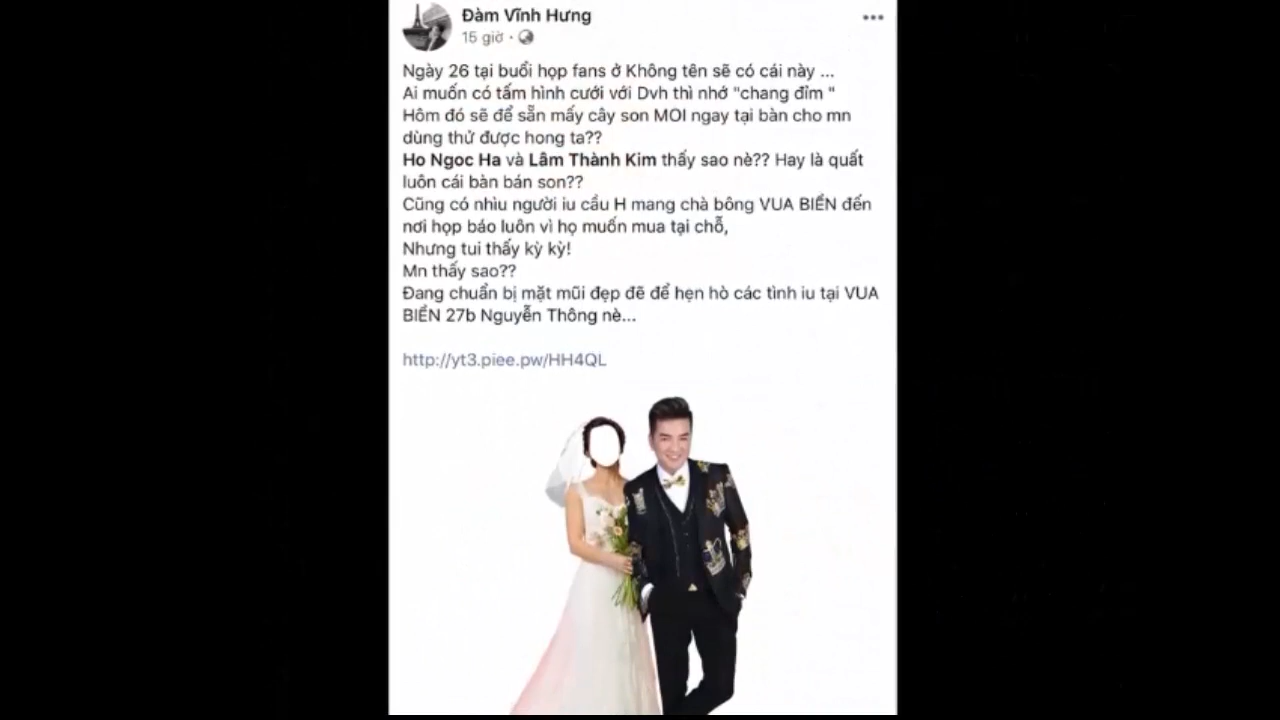 Đàm Vĩnh Hưng
15 giờ ·
Ngày 26 tại buổi họp fans ở Không tên sẽ có cái này ...
Ai muốn có tấm hình cưới với Dvh thì nhớ "chang đỉm "
Hôm đó sẽ để sẵn mấy cây son MOI ngay tại bàn cho mn
dùng thử được hong ta??
Ho Ngoc Ha và Lâm Thành Kim thấy sao nè?? Hay là quất
luôn cái bàn bán son??
Cũng có nhìu người iu cầu H mang chà bông VUA BIỂN đến
nơi họp báo luôn vì họ muốn mua tại chỗ,
Nhưng tui thấy kỳ kỳ!
Mn thấy sao??
Đang chuẩn bị mặt mũi đẹp đẽ để hẹn hò các tình iu tại VUA
BIỂN 27b Nguyễn Thông nè...
http://yt3.piee.pw/HH4QL